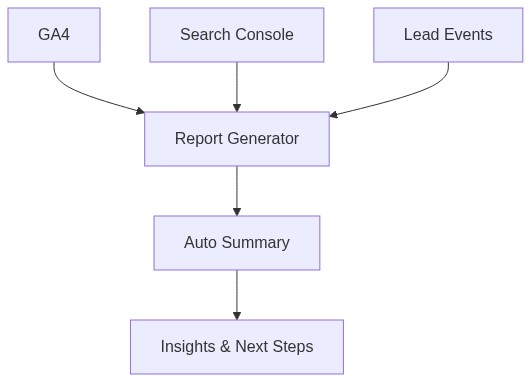 GA4
Search Console
Lead Events
Report Generator
Auto Summary
Insights & Next Steps